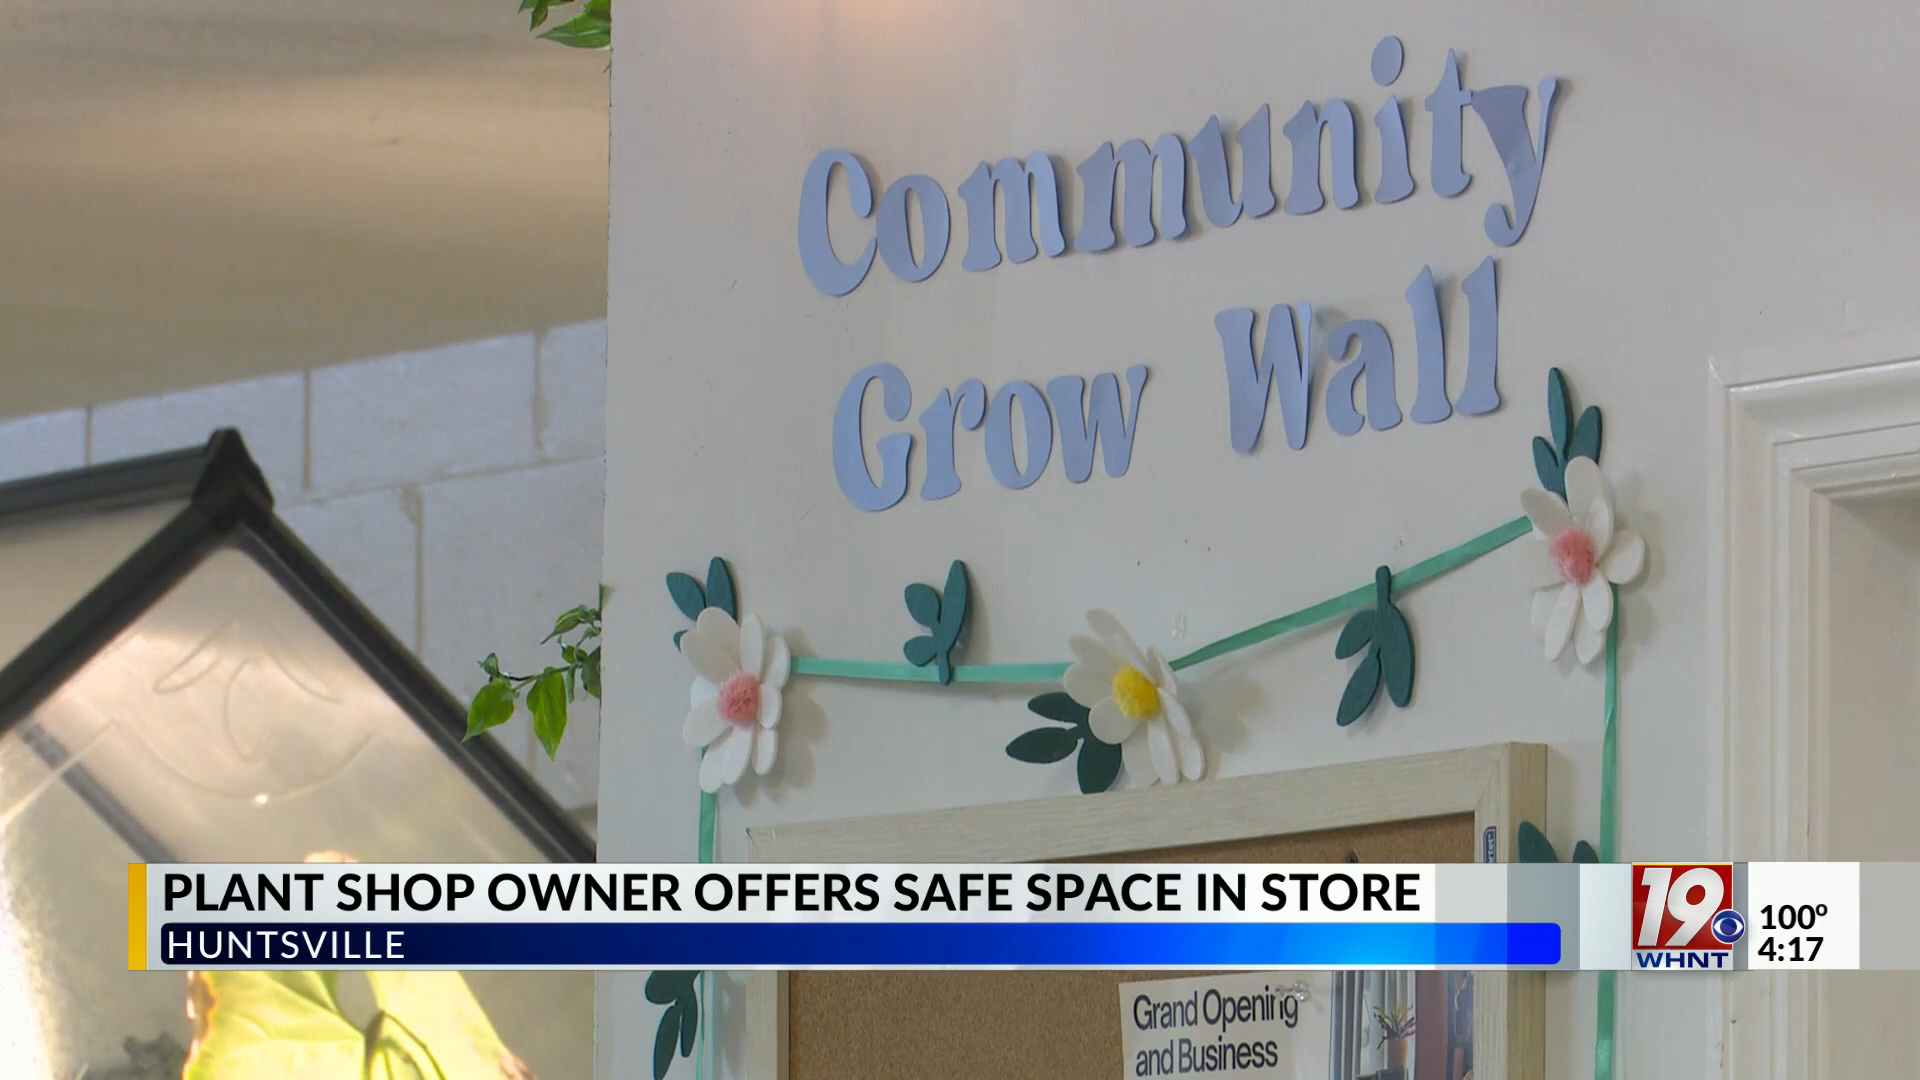 Community
Grow Wall
PLANT SHOP OWNER OFFERS SAFE SPACE IN STORE
HUNTSVILLE
19
WHNT
100º
4:17
Grand Opening
and Business